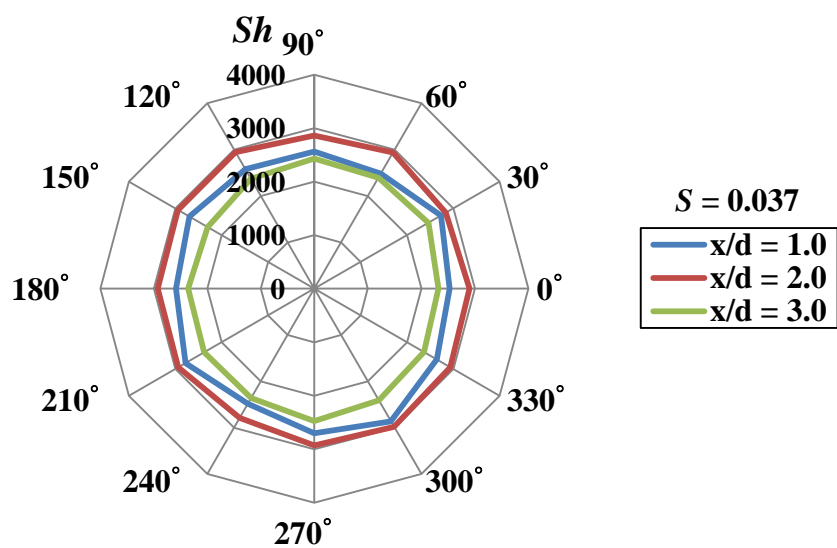 Sh 90˚
4000
120˚ 60˚
3000
150˚ 30˚
2000
S = 0.037
1000
x/d = 1.0
180˚ 0 0˚ x/d = 2.0
x/d = 3.0
210˚ 330˚
240˚ 300˚
270˚